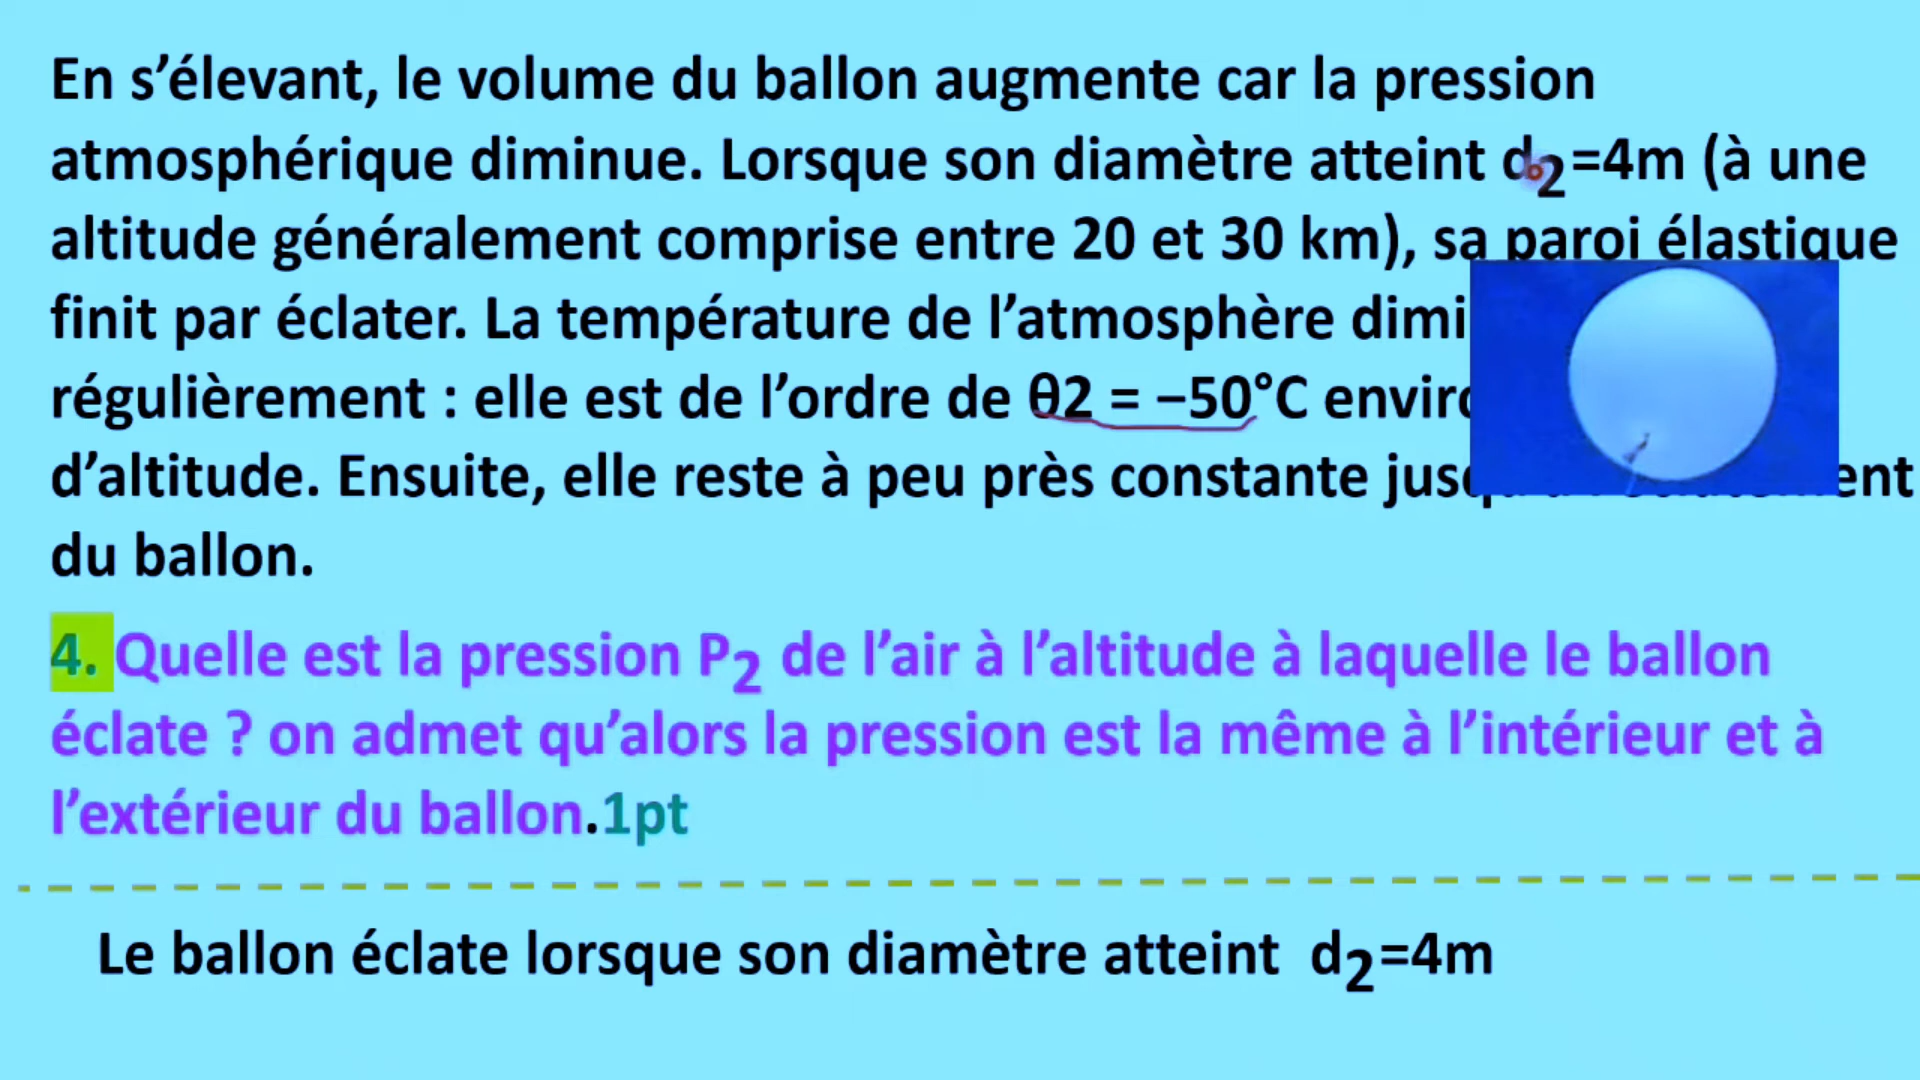 En s’élevant, le volume du ballon augmente car la pression
atmosphérique diminue. Lorsque son diamètre atteint d2=4m (à une
altitude généralement comprise entre 20 et 30 km), sa paroi élastique
finit par éclater. La température de l’atmosphère dimi
régulièrement : elle est de l’ordre de θ2 = −50°C enviro
d’altitude. Ensuite, elle reste à peu près constante ent
du ballon.
4. Quelle est la pression P2 de l’air à l’altitude à laquelle le ballon
éclate ? on admet qu’alors la pression est la même à l’intérieur et à
l’extérieur du ballon.1pt
Le ballon éclate lorsque son diamètre atteint d2=4m